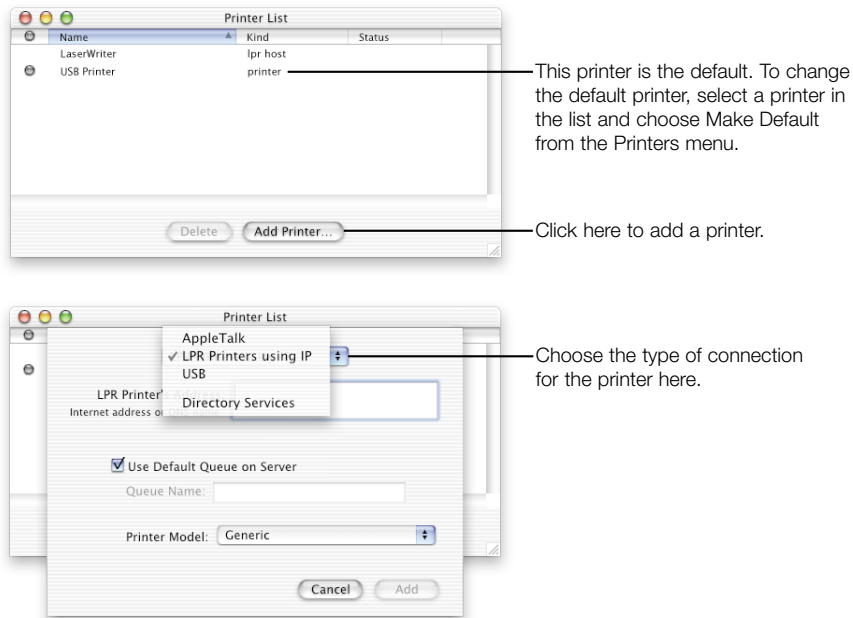 Printer List
Name Kind Status
LaserWriter lpr host
USB Printer printer
This printer is the default. To change
the default printer, select a printer in
the list and choose Make Default
from the Printers menu.
Delete Add Printer...
Click here to add a printer.
Printer List
AppleTalk
✓ LPR Printers using IP
USB
Directory Services
Choose the type of connection
for the printer here.
LPR Printer'
Internet address or
Use Default Queue on Server
Queue Name:
Printer Model: Generic
Cancel Add